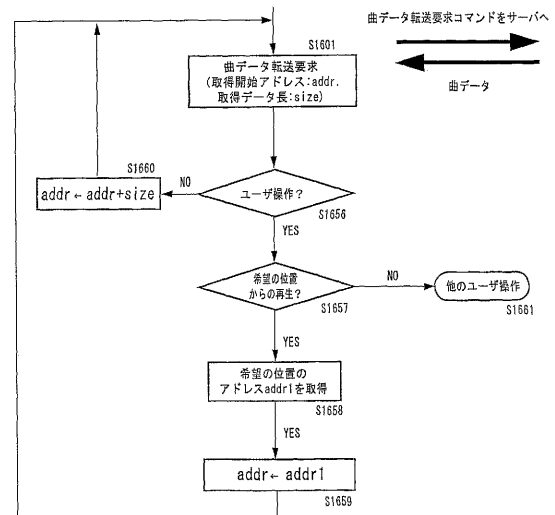 曲データ転送要求コマンドをサーバへ
S1601
曲データ転送要求
(取得開始アドレス:addr.
取得データ長:size)
曲データ
S1660
addr ← addr+size
NO
ユーザ操作?
S1656
YES
希望の位置
からの再生?
S1657
NO
他のユーザ操作
S1661
YES
希望の位置の
アドレスaddr1を取得
S1658
YES
addr← addr1
S1659